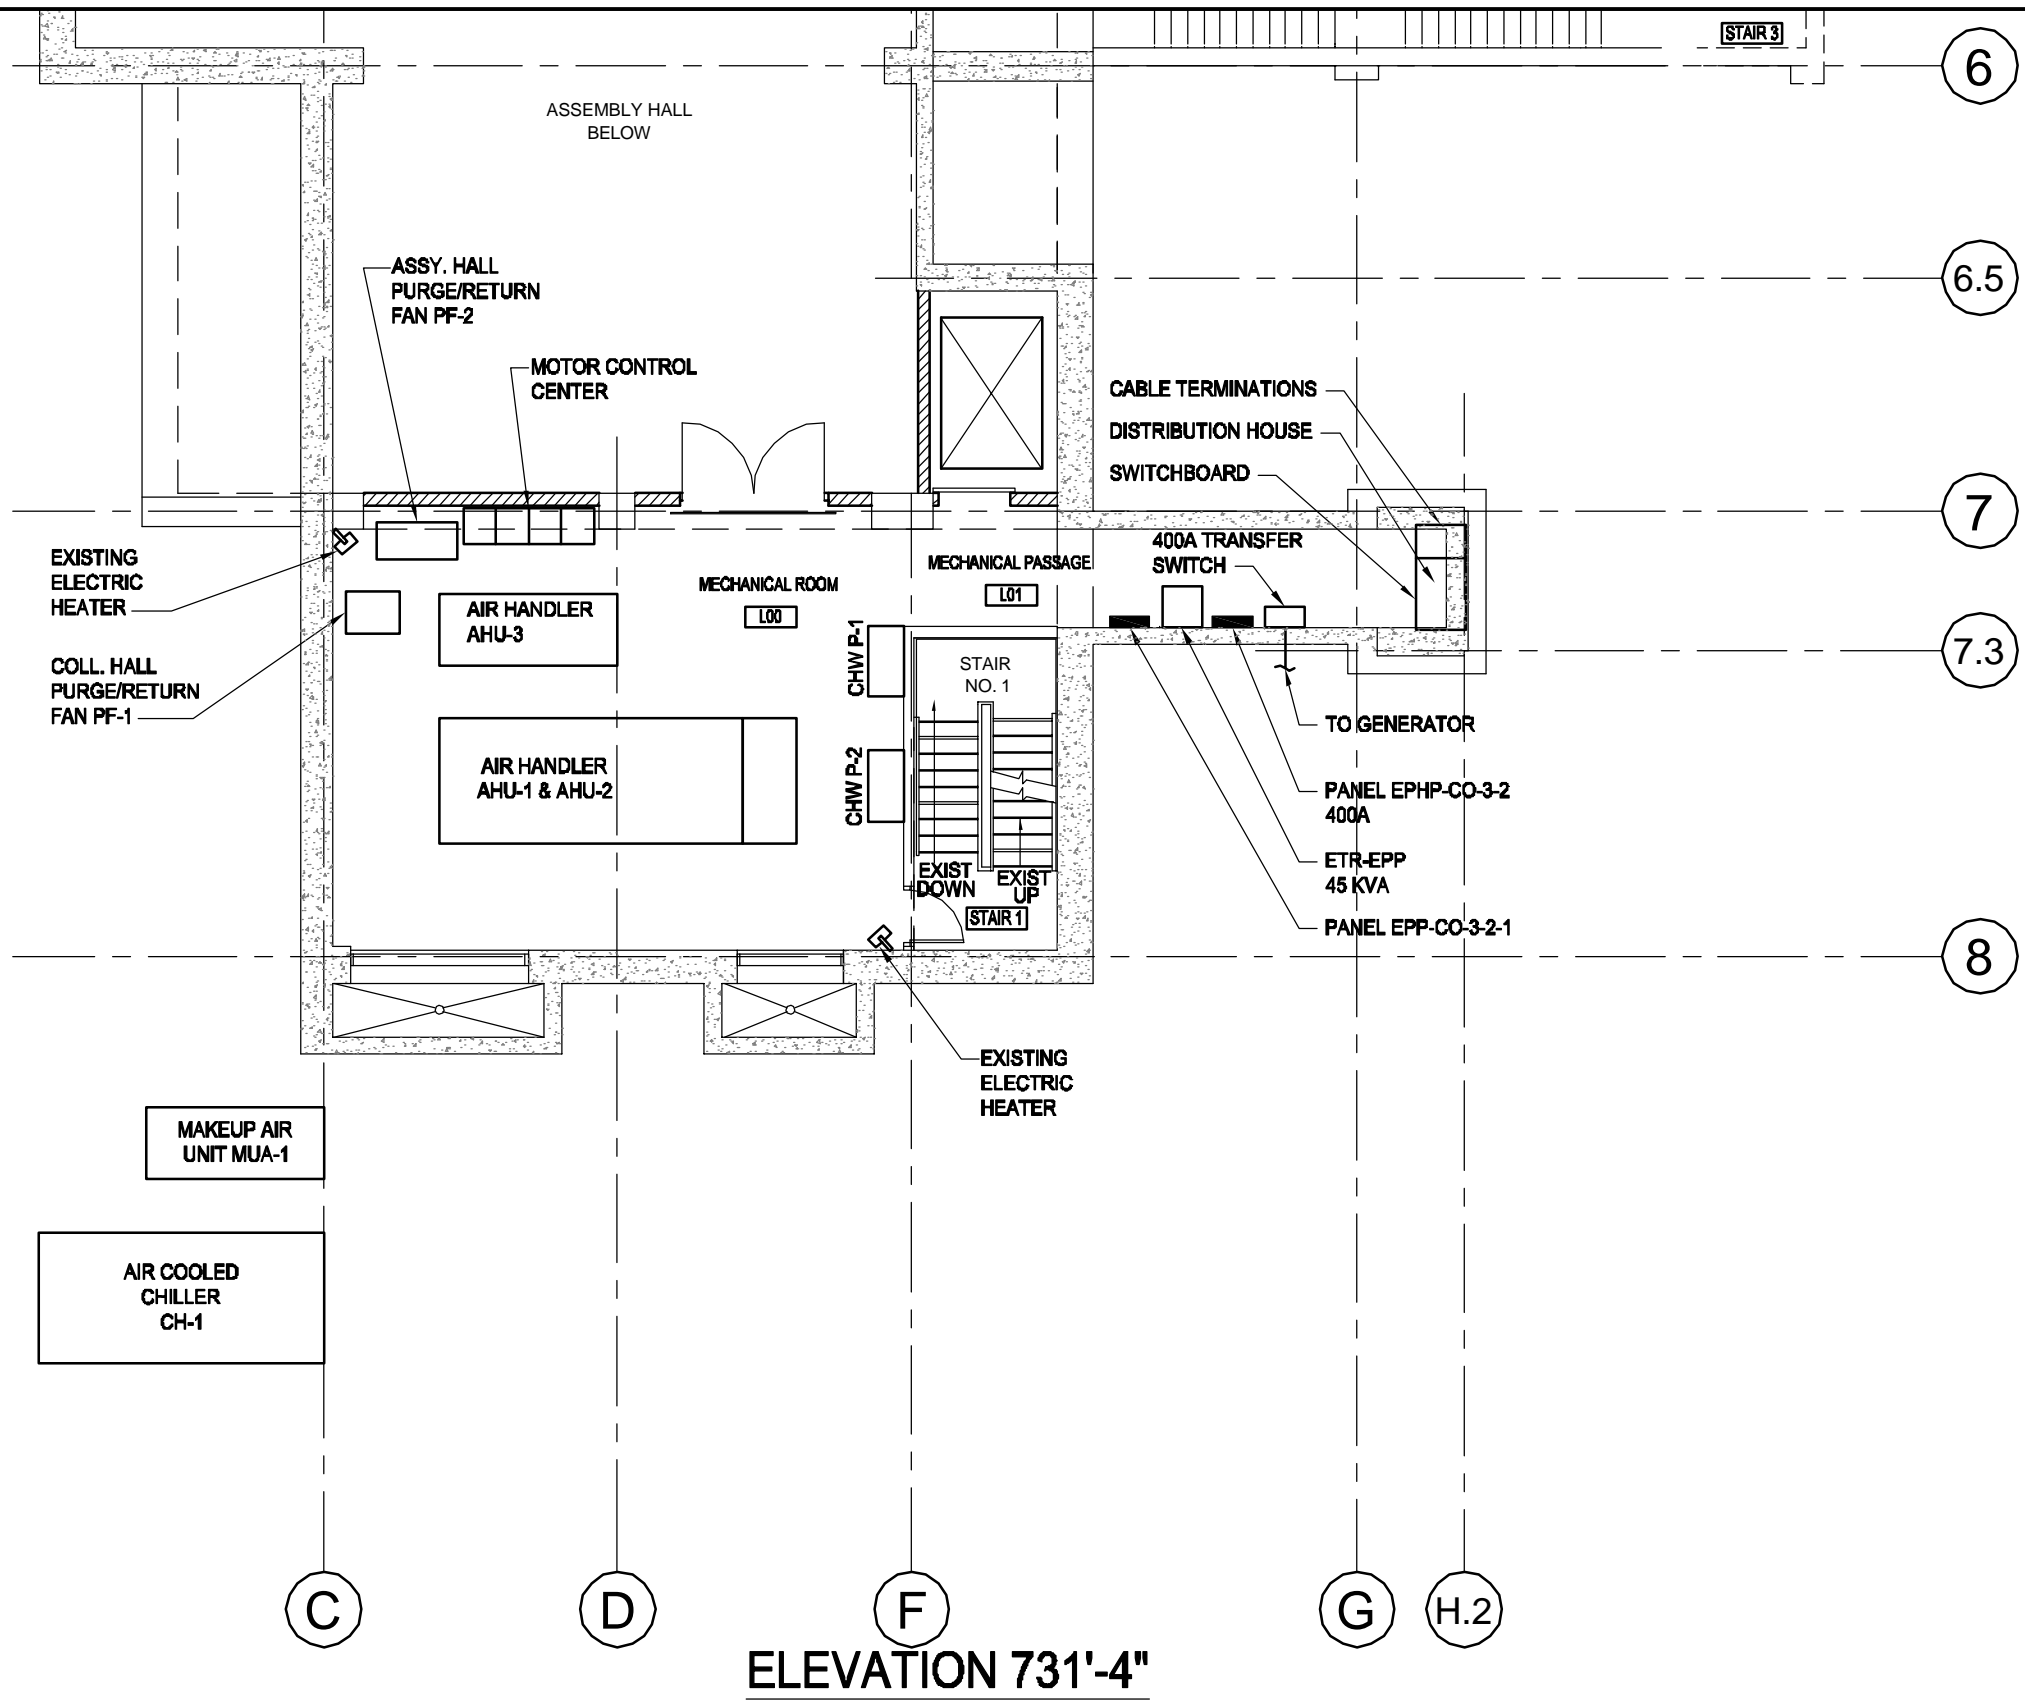 STAIR 3
6
ASSEMBLY HALL
BELOW
6.5
ASSY. HALL
PURGE/RETURN
FAN PF-2
MOTOR CONTROL
CENTER
CABLE TERMINATIONS
DISTRIBUTION HOUSE
SWITCHBOARD
7
EXISTING
ELECTRIC
HEATER
400A TRANSFER
SWITCH
MECHANICAL PASSAGE
L01
MECHANICAL ROOM
L00
AIR HANDLER
AHU-3
CHW P-1
STAIR
NO. 1
7.3
COLL. HALL
PURGE/RETURN
FAN PF-1
TO GENERATOR
AIR HANDLER
AHU-1 & AHU-2
CHW P-2
PANEL EPHP-CO-3-2
400A
ETR-EPP
45 KVA
EXIST
DOWN
EXIST
UP
STAIR 1
PANEL EPP-CO-3-2-1
8
EXISTING
ELECTRIC
HEATER
MAKEUP AIR
UNIT MUA-1
AIR COOLED
CHILLER
CH-1
C
D
F
G
H.2
ELEVATION 731'-4"